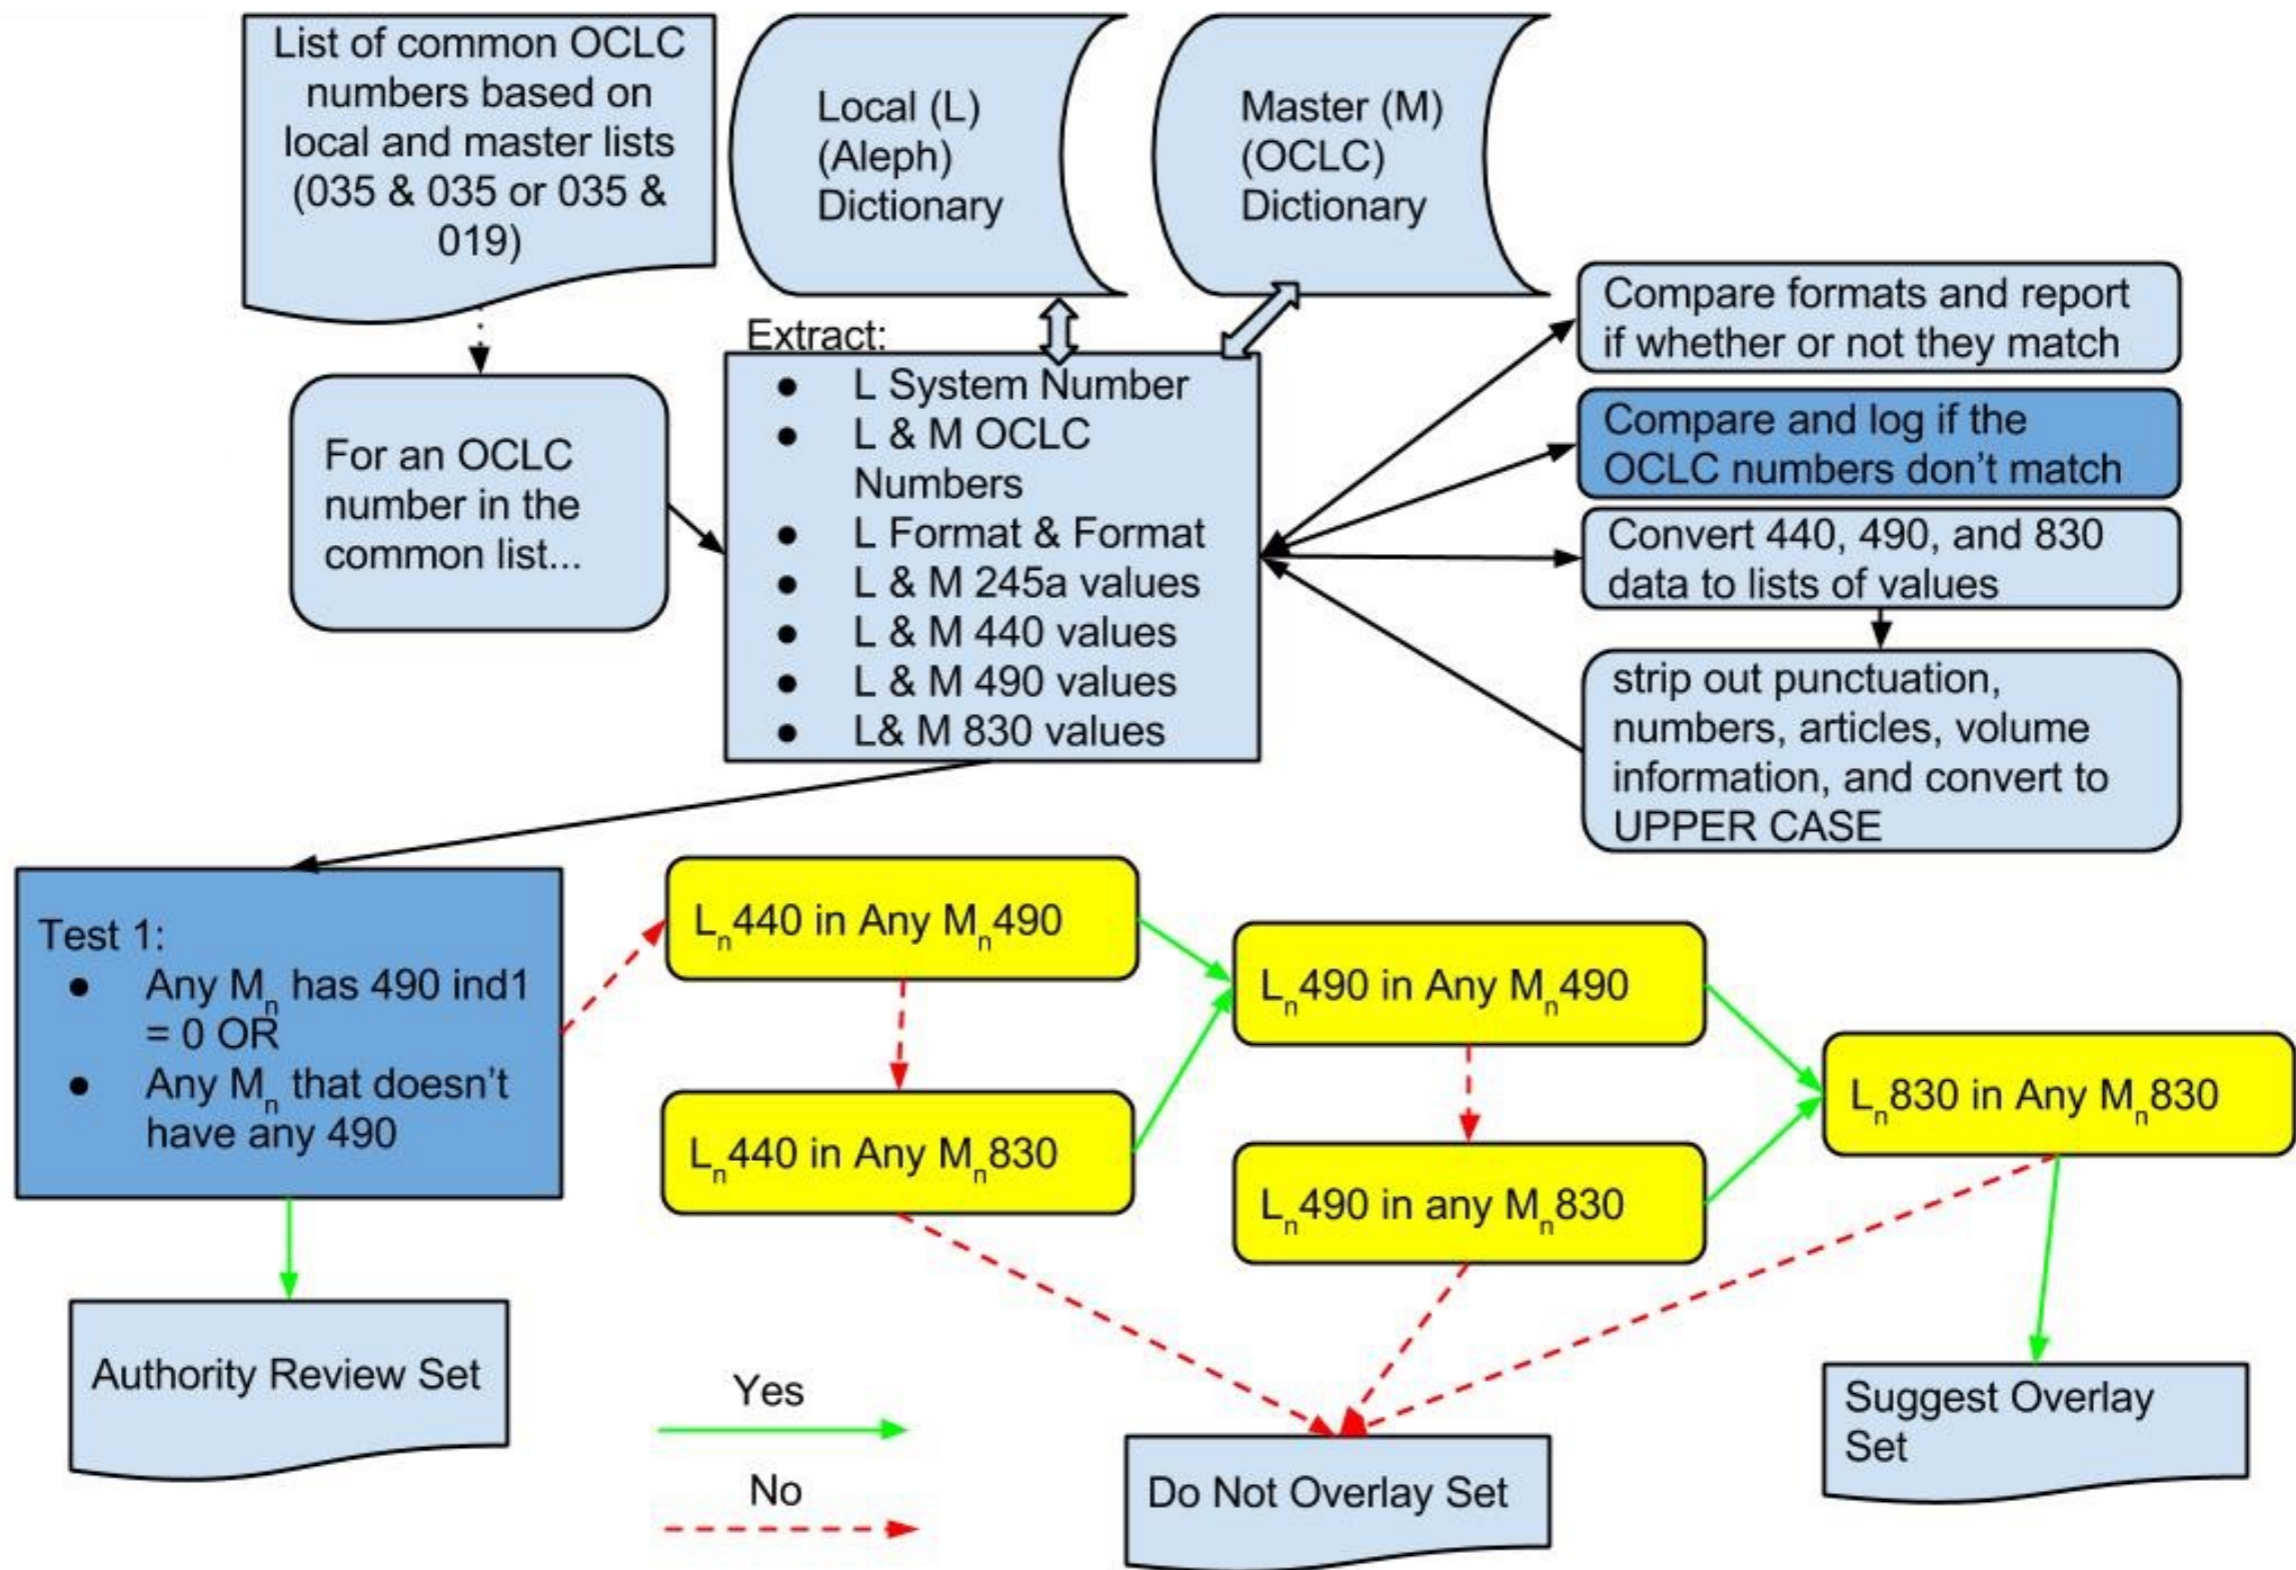 List of common OCLC
numbers based on
local and master lists
(035 & 035 or 035 &
019)
Local (L)
(Aleph)
Dictionary
Master (M)
(OCLC)
Dictionary
For an OCLC
number in the
common list...
Extract:
● L System Number
● L & M OCLC
Numbers
● L Format & Format
● L & M 245a values
● L & M 440 values
● L & M 490 values
● L& M 830 values
Compare formats and report
if whether or not they match
Compare and log if the
OCLC numbers don't match
Convert 440, 490, and 830
data to lists of values
strip out punctuation,
numbers, articles, volume
information, and convert to
UPPER CASE
Test 1:
● Any Mn has 490 ind1
= 0 OR
● Any Mn that doesn't
have any 490
Ln440 in Any Mn490
Ln440 in Any Mn830
Ln490 in Any Mn490
Ln490 in any Mn830
Ln830 in Any Mn830
Authority Review Set
Yes
No
Do Not Overlay Set
Suggest Overlay
Set